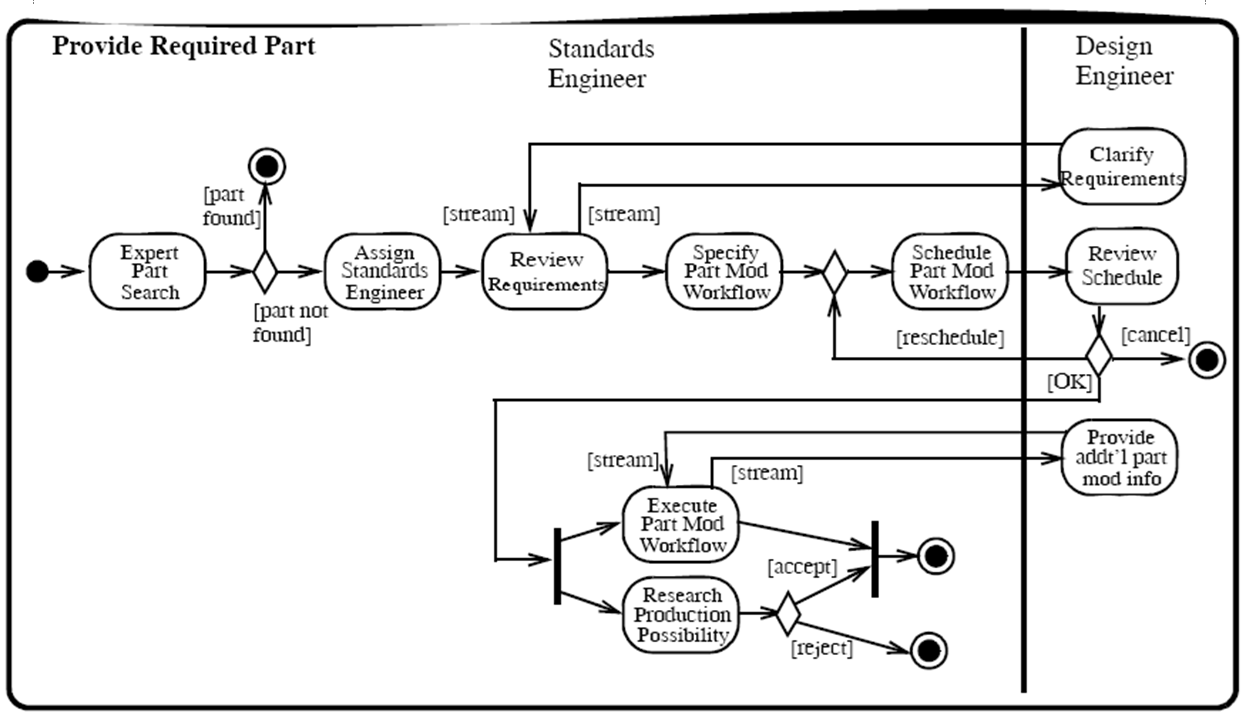 Provide Required Part
Standards
Engineer
Design
Engineer
Clarify
Requirements
[part
found]
[stream]
[stream]
Expert
Part
Search
Assign
Standards
Engineer
Review
Requirements
Specify
Part Mod
Workflow
Schedule
Part Mod
Workflow
Review
Schedule
[part not
found]
[reschedule]
[cancel]
[OK]
Provide
addt'l part
mod info
[stream]
[stream]
Execute
Part Mod
Workflow
[accept]
Research
Production
Possibility
[reject]